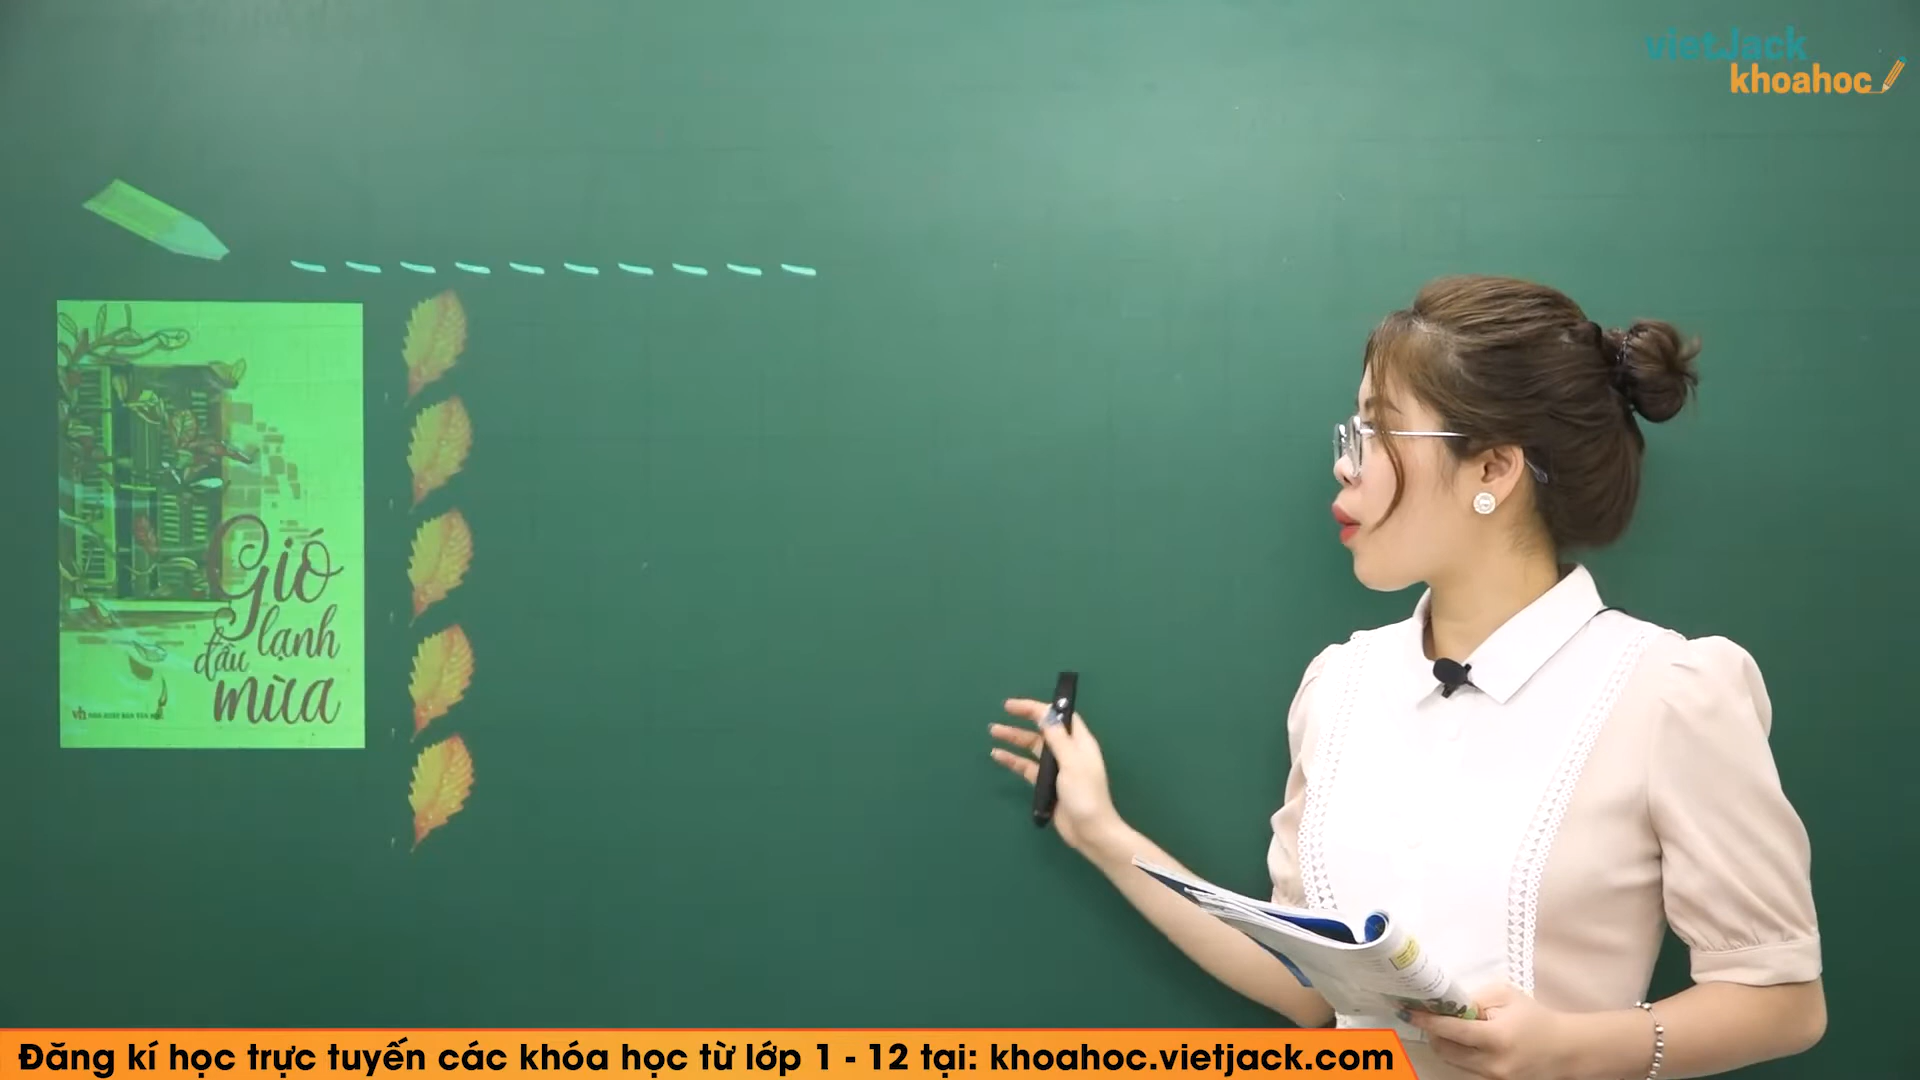 vietJack
khoahoc
Gió
lạnh
đầu
mùa
Đăng kí học trực tuyến các khóa học từ lớp 1 - 12 tại: khoahoc.vietjack.com